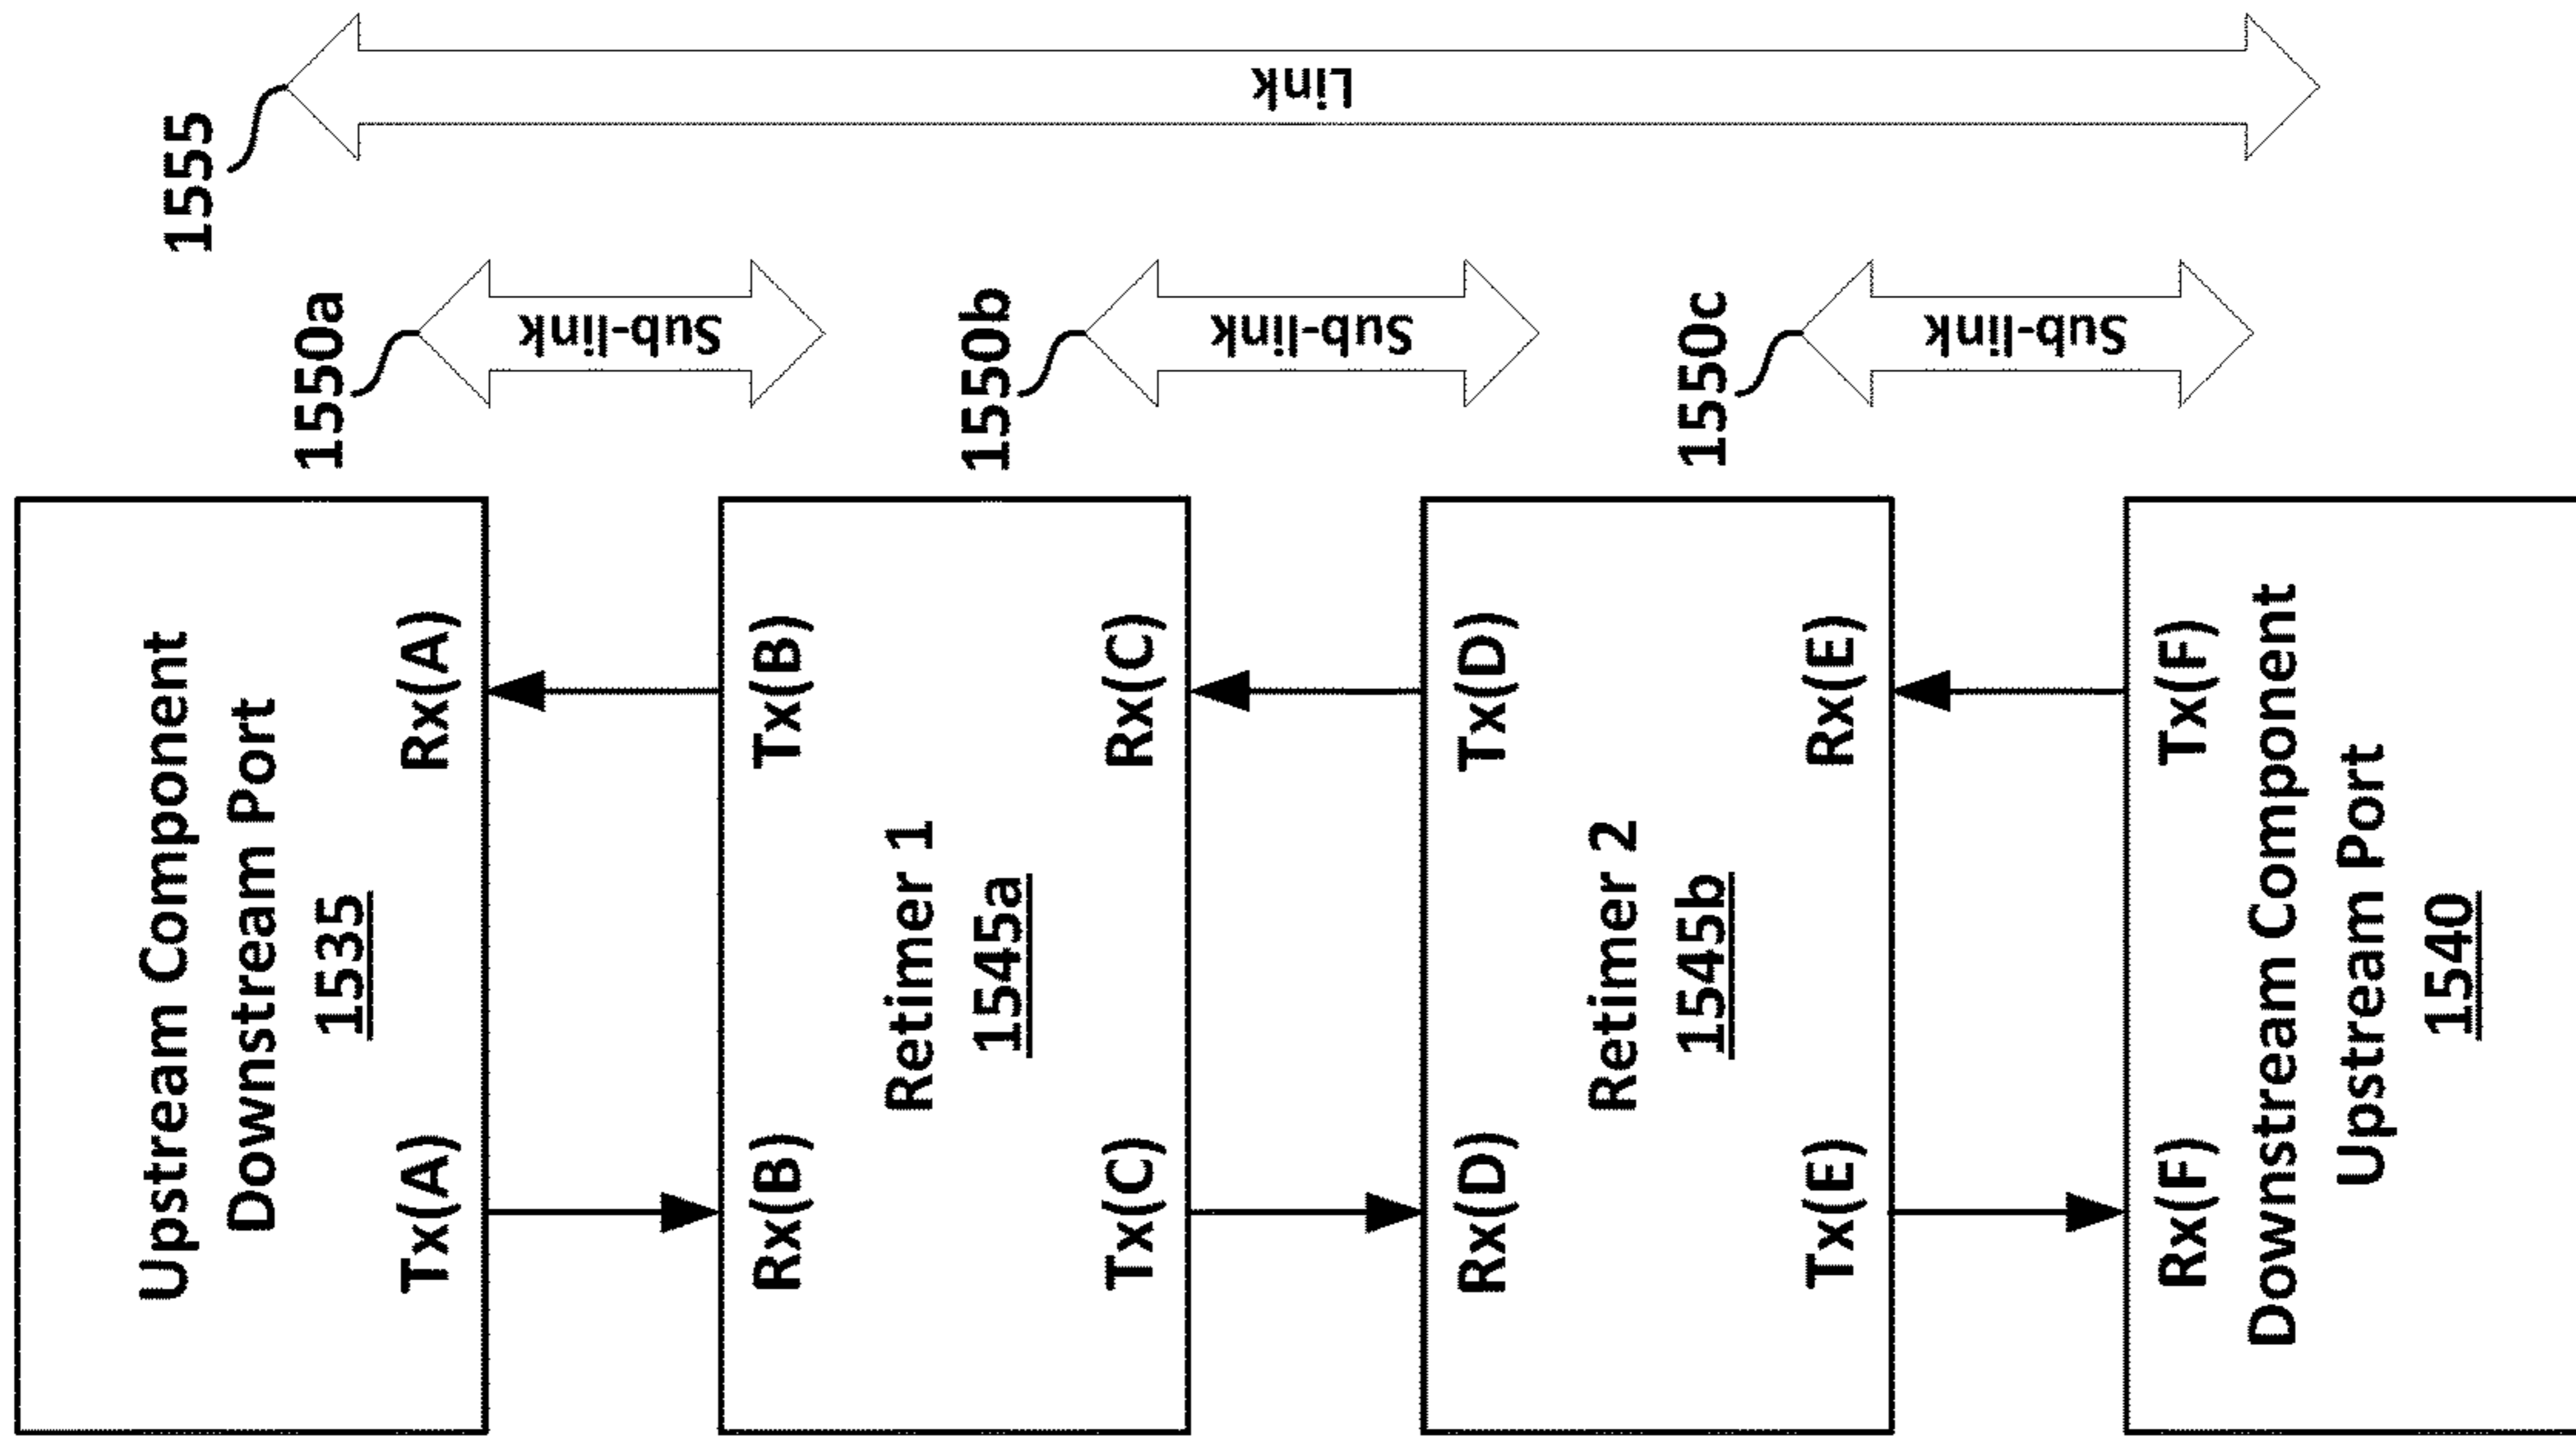 Upstream Component
Downstream Port
1535
Tx(A)
Rx(A)
Rx(B)
Tx(B)
Retimer 1
1545a
Tx(C)
Rx(C)
Rx(D)
Tx(D)
Retimer 2
1545b
Tx(E)
Rx(E)
Rx(F)
Tx(F)
Downstream Component
Upstream Port
1540
1550a
Sub-link
1550b
Sub-link
1550c
Sub-link
1555
Link